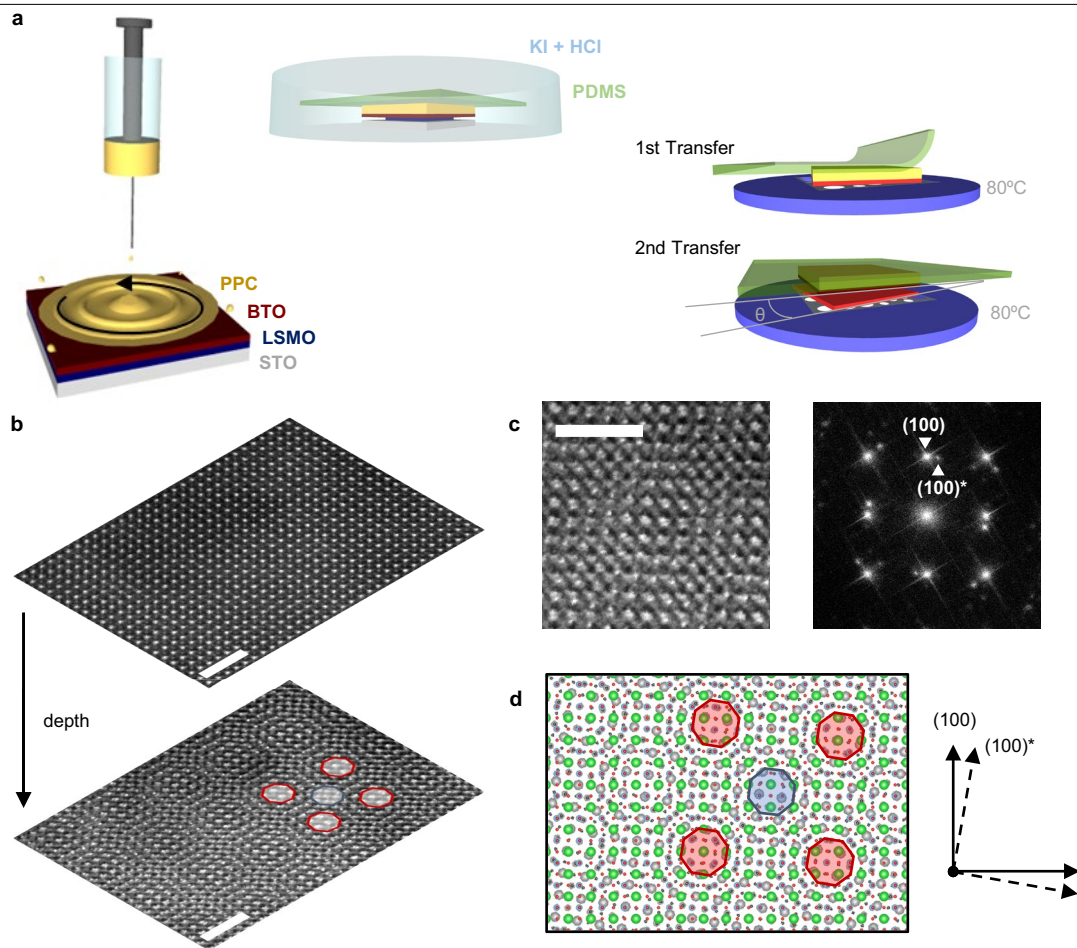 a
KI + HCl
PDMS
1st Transfer
80ºC
2nd Transfer
θ
80ºC
PPC
BTO
LSMO
STO
b
depth
c
(100)
(100)*
d
(100)
(100)*